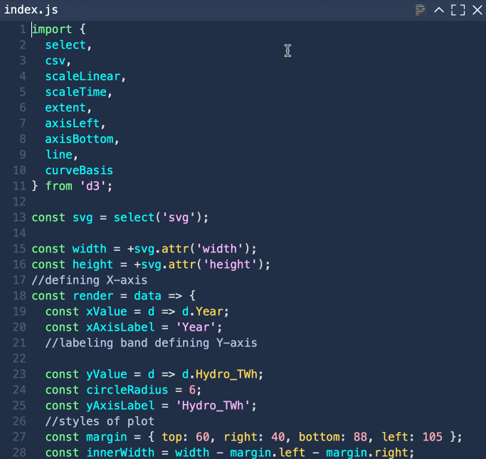 index.js
1 import {
2   select,
3   csv,
4   scaleLinear,
5   scaleTime,
6   extent,
7   axisLeft,
8   axisBottom,
9   line,
10   curveBasis
11 } from 'd3';
12
13 const svg = select('svg');
14
15 const width = +svg.attr('width');
16 const height = +svg.attr('height');
17 //defining X-axis
18 const render = data => {
19   const xValue = d => d.Year;
20   const xAxisLabel = 'Year';
21   //labeling band defining Y-axis
22
23   const yValue = d => d.Hydro_TWh;
24   const circleRadius = 6;
25   const yAxisLabel = 'Hydro_TWh';
26   //styles of plot
27   const margin = { top: 60, right: 40, bottom: 88, left: 105 };
28   const innerWidth = width - margin.left - margin.right;